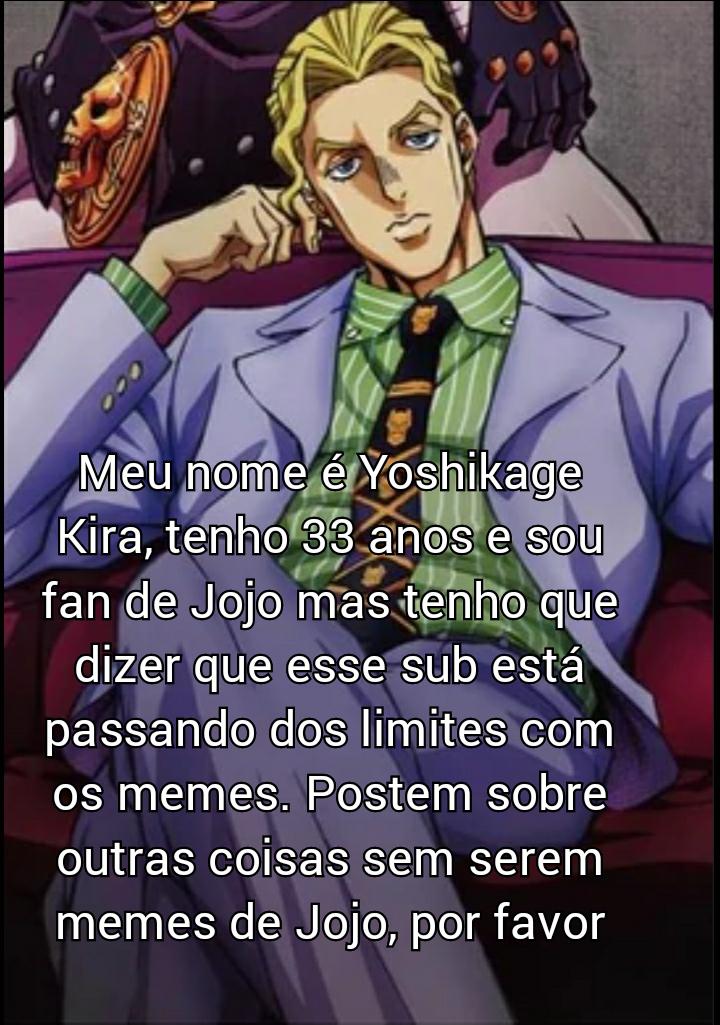 Meu nome é Yoshikage
Kira, tenho 33 anos e sou
fan de Jojo mas tenho que
dizer que esse sub está
passando dos limites com
os memes. Postem sobre
outras coisas sem serem
memes de Jojo, por favor